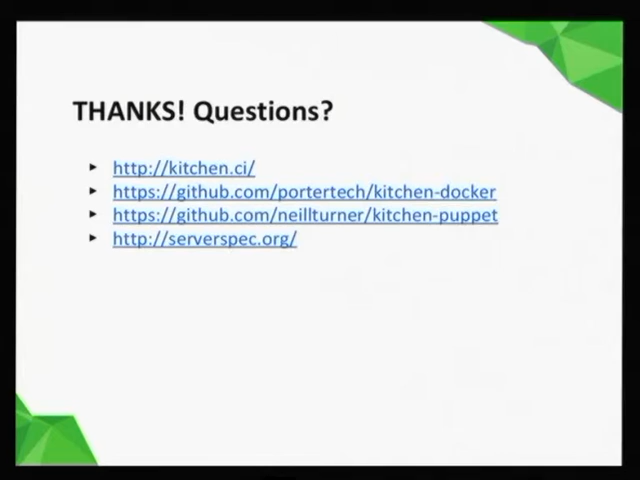 THANKS! Questions?
http://kitchen.ci/
https://github.com/portertech/kitchen-docker
https://github.com/neillturner/kitchen-puppet
http://serverspec.org/